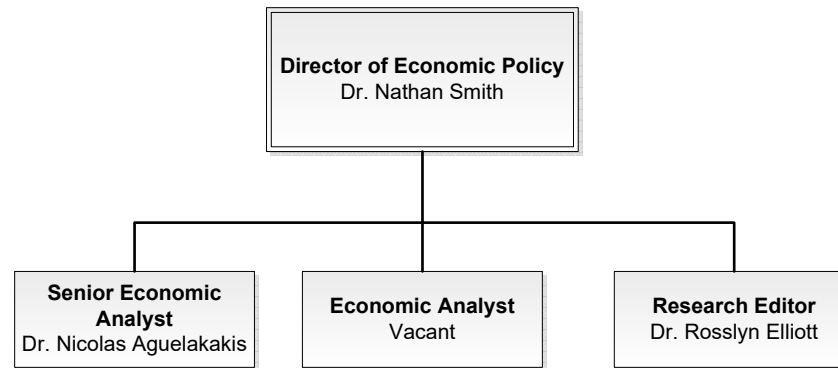 Director of Economic Policy
Dr. Nathan Smith
Senior Economic
Analyst
Dr. Nicolas Aguelakakis
Economic Analyst
Vacant
Research Editor
Dr. Rosslyn Elliott